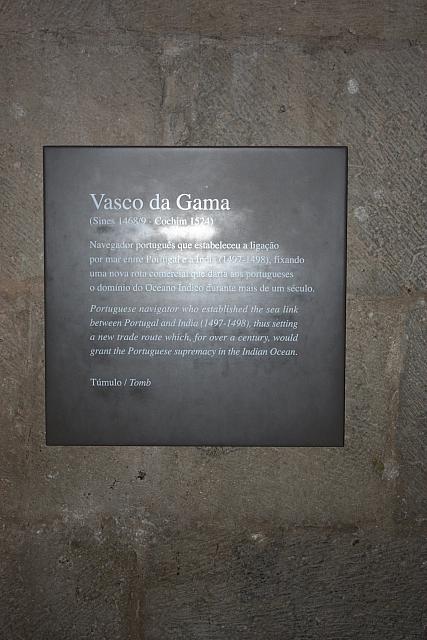 Vasco da Gama
(Sines 1468/9 - Cochim 1524)
Navegador português que estabeleceu a ligação
por mar entre Portugal e a Índia (1497-1498), fixando
uma nova rota comercial que daria aos portugueses
o domínio do Oceano Índico durante mais de um século.
Portuguese navigator who established the sea link
between Portugal and India (1497-1498), thus setting
a new trade route which, for over a century, would
grant the Portuguese supremacy in the Indian Ocean.
Túmulo / Tomb